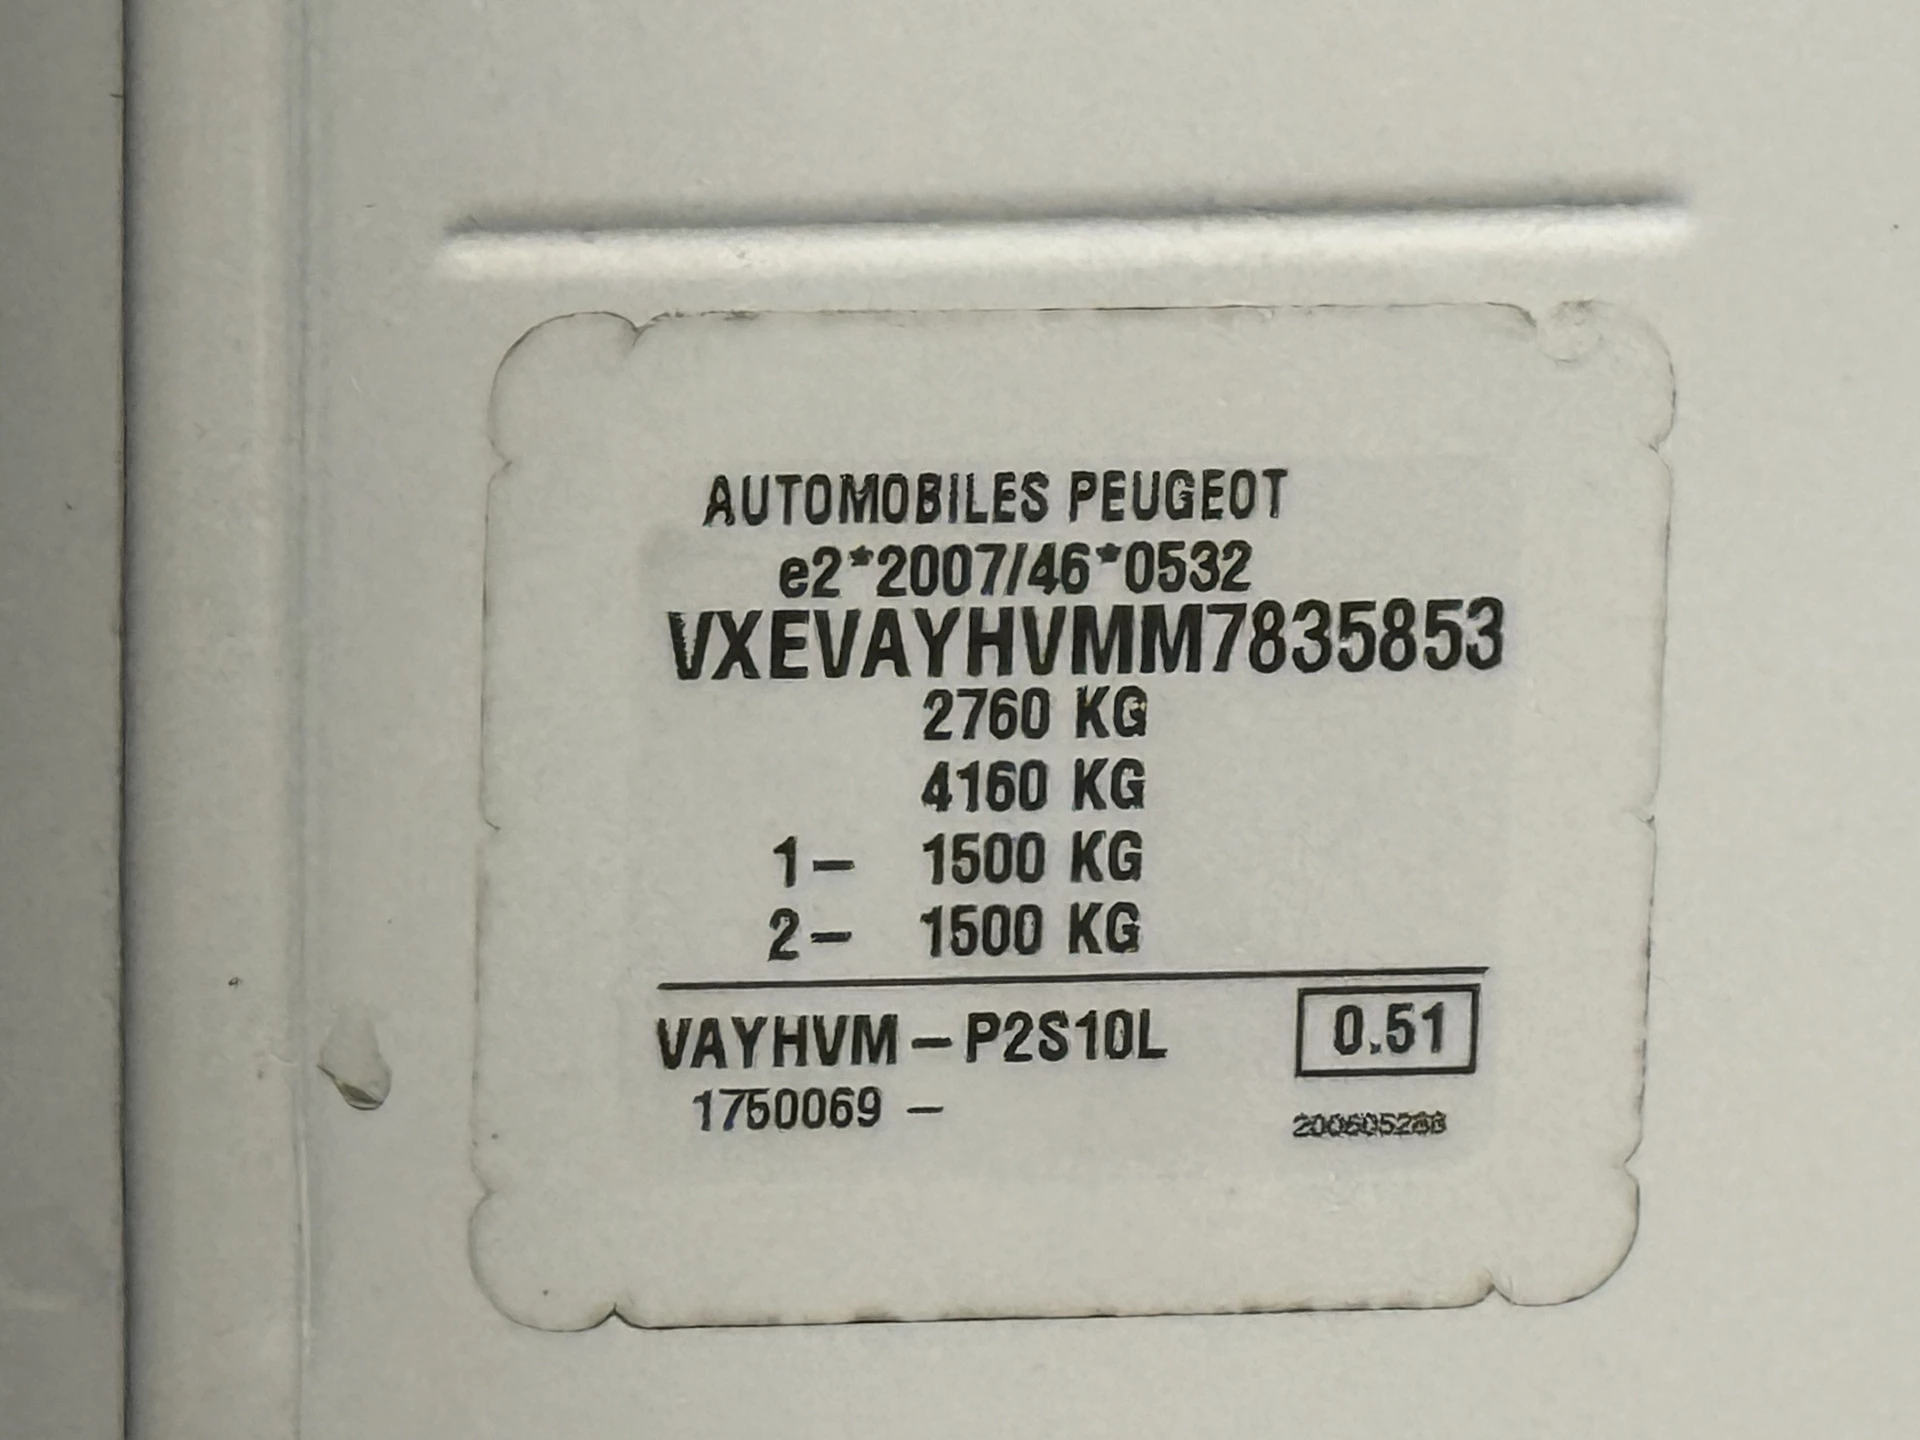 AUTOMOBILES PEUGEOT
e2*2007/46*0532
VXEVAYHVMM7835853
2760 KG
4160 KG
1- 1500 KG
2- 1500 KG
VAYHVM - P2S10L 0.51
1750069 -